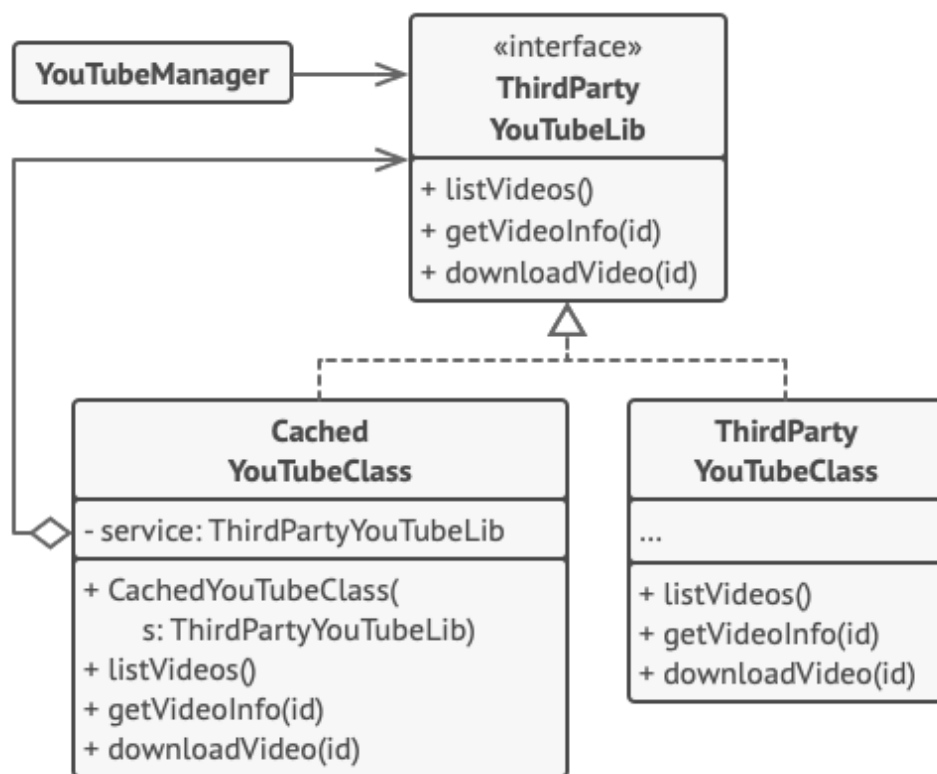 YouTubeManager
«interface»
ThirdParty
YouTubeLib
+ listVideos()
+ getVideoInfo(id)
+ downloadVideo(id)
Cached
YouTubeClass
- service: ThirdPartyYouTubeLib
+ CachedYouTubeClass(
s: ThirdPartyYouTubeLib)
+ listVideos()
+ getVideoInfo(id)
+ downloadVideo(id)
ThirdParty
YouTubeClass
...
+ listVideos()
+ getVideoInfo(id)
+ downloadVideo(id)